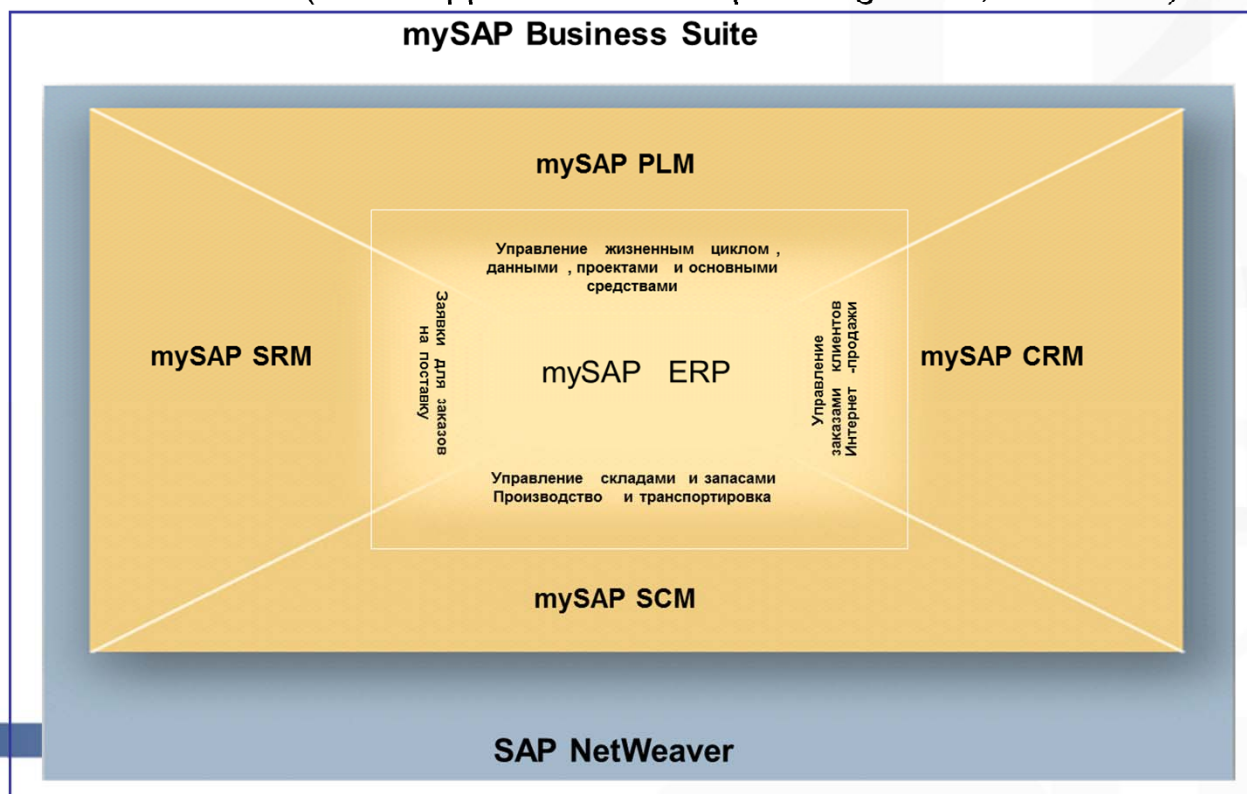 mySAP Business Suite
mySAP PLM
Управление жизненным циклом ,
данными , проектами и основными
средствами
mySAP SRM
Заявки для заказов
на поставку
mySAP ERP
Управление
заказами клиентов
Интернет -продажи
mySAP CRM
Управление складами и запасами
Производство и транспортировка
mySAP SCM
SAP NetWeaver